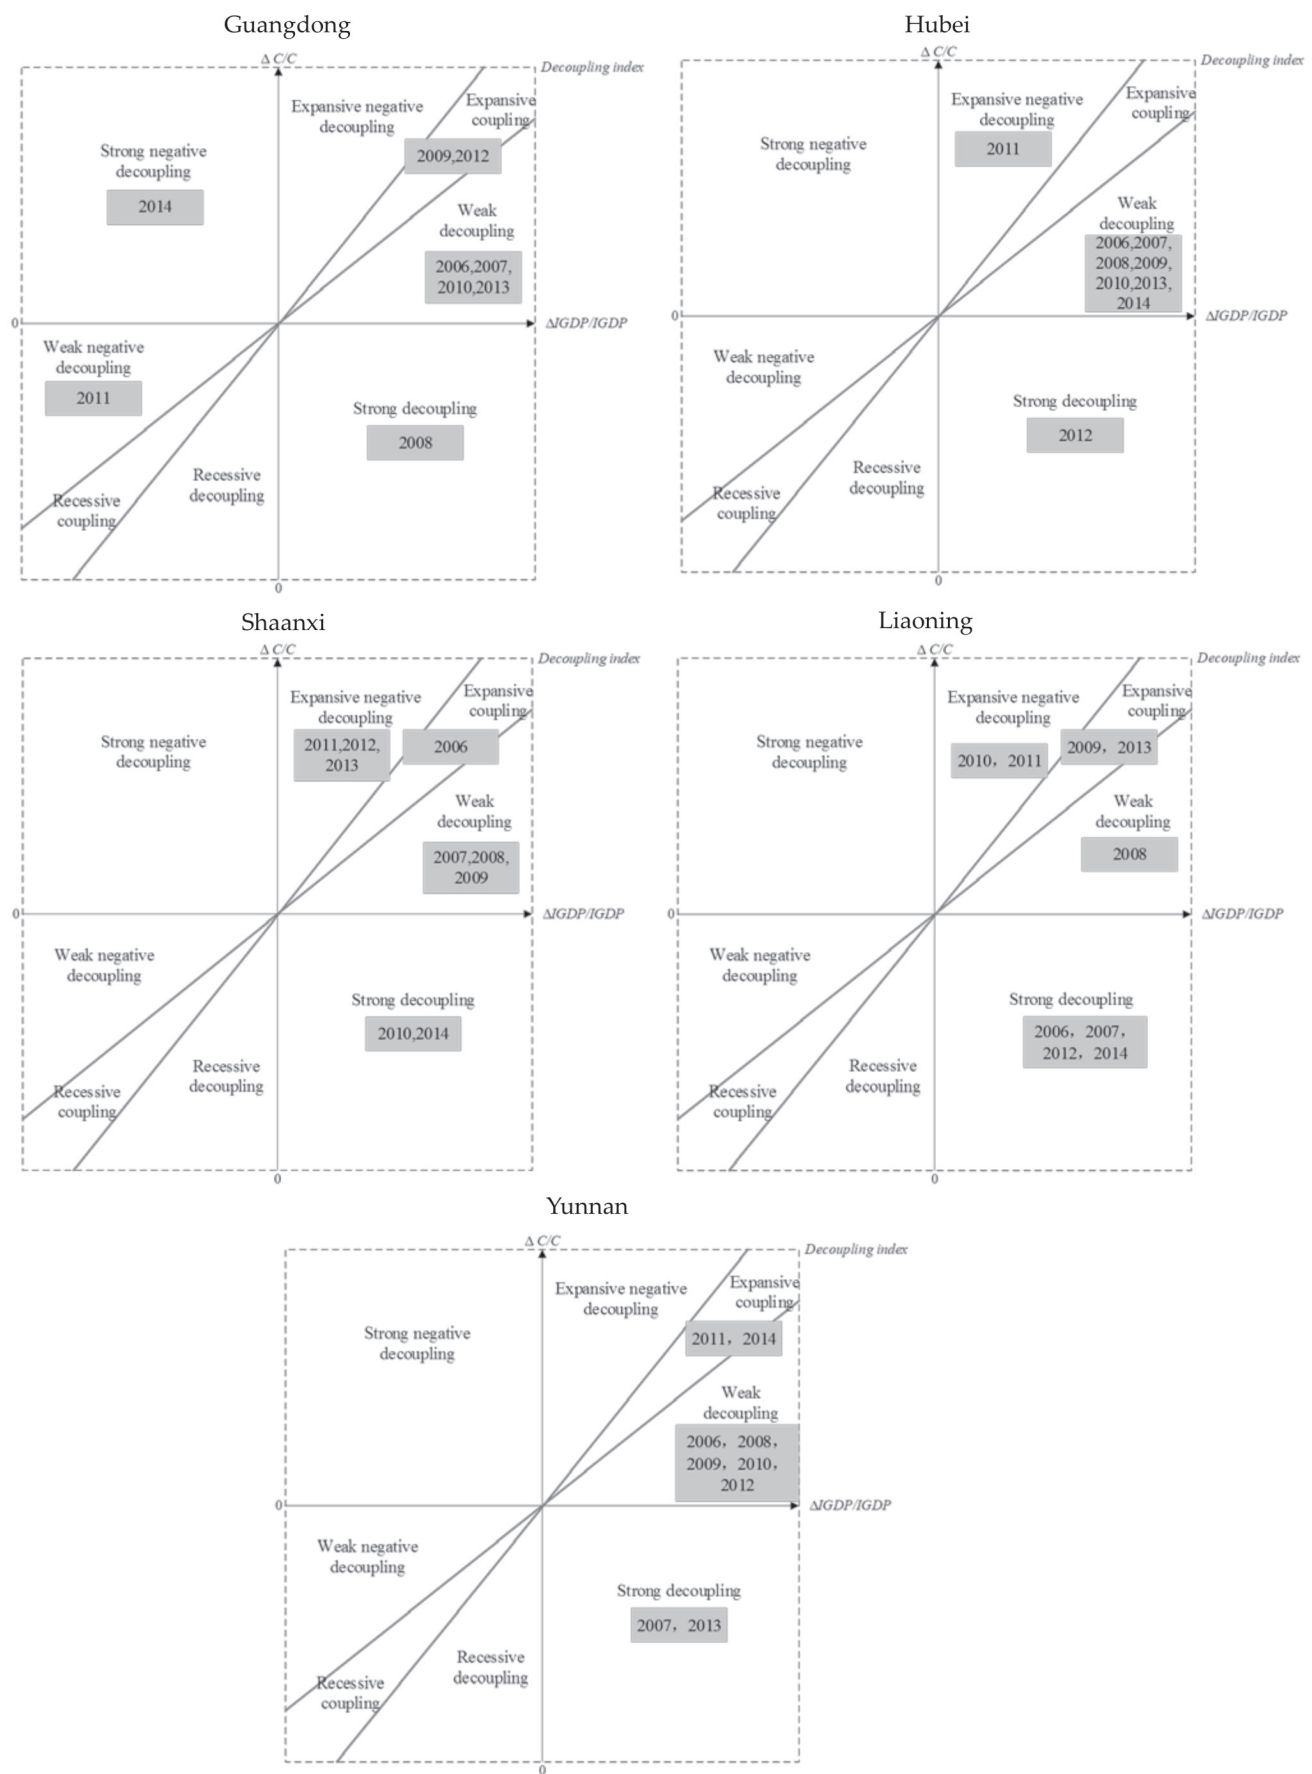 Guangdong
Δ C/C
Decoupling index
Expansive negative
decoupling
Expansive
coupling
2009,2012
Strong negative
decoupling
2014
Weak
decoupling
2006,2007,
2010,2013
0
ΔIGDP/IGDP
Weak negative
decoupling
2011
Strong decoupling
2008
Recessive
decoupling
Recessive
coupling
0
Hubei
Δ C/C
Decoupling index
Expansive negative
decoupling
2011
Expansive
coupling
Strong negative
decoupling
Weak
decoupling
2006,2007,
2008,2009,
2010,2013,
2014
0
ΔIGDP/IGDP
Weak negative
decoupling
Strong decoupling
2012
Recessive
decoupling
Recessive
coupling
0
Shaanxi
Δ C/C
Decoupling index
Expansive negative
decoupling
2011,2012,
2013
Expansive
coupling
2006
Strong negative
decoupling
Weak
decoupling
2007,2008,
2009
0
ΔIGDP/IGDP
Weak negative
decoupling
Strong decoupling
2010,2014
Recessive
decoupling
Recessive
coupling
0
Liaoning
Δ C/C
Decoupling index
Expansive negative
decoupling
2010，2011
Expansive
coupling
2009，2013
Strong negative
decoupling
Weak
decoupling
2008
0
ΔIGDP/IGDP
Weak negative
decoupling
Strong decoupling
2006，2007，
2012，2014
Recessive
decoupling
Recessive
coupling
0
Yunnan
Δ C/C
Decoupling index
Expansive negative
decoupling
Expansive
coupling
2011，2014
Strong negative
decoupling
Weak
decoupling
2006，2008，
2009，2010，
2012
0
ΔIGDP/IGDP
Weak negative
decoupling
Strong decoupling
2007，2013
Recessive
decoupling
Recessive
coupling
0